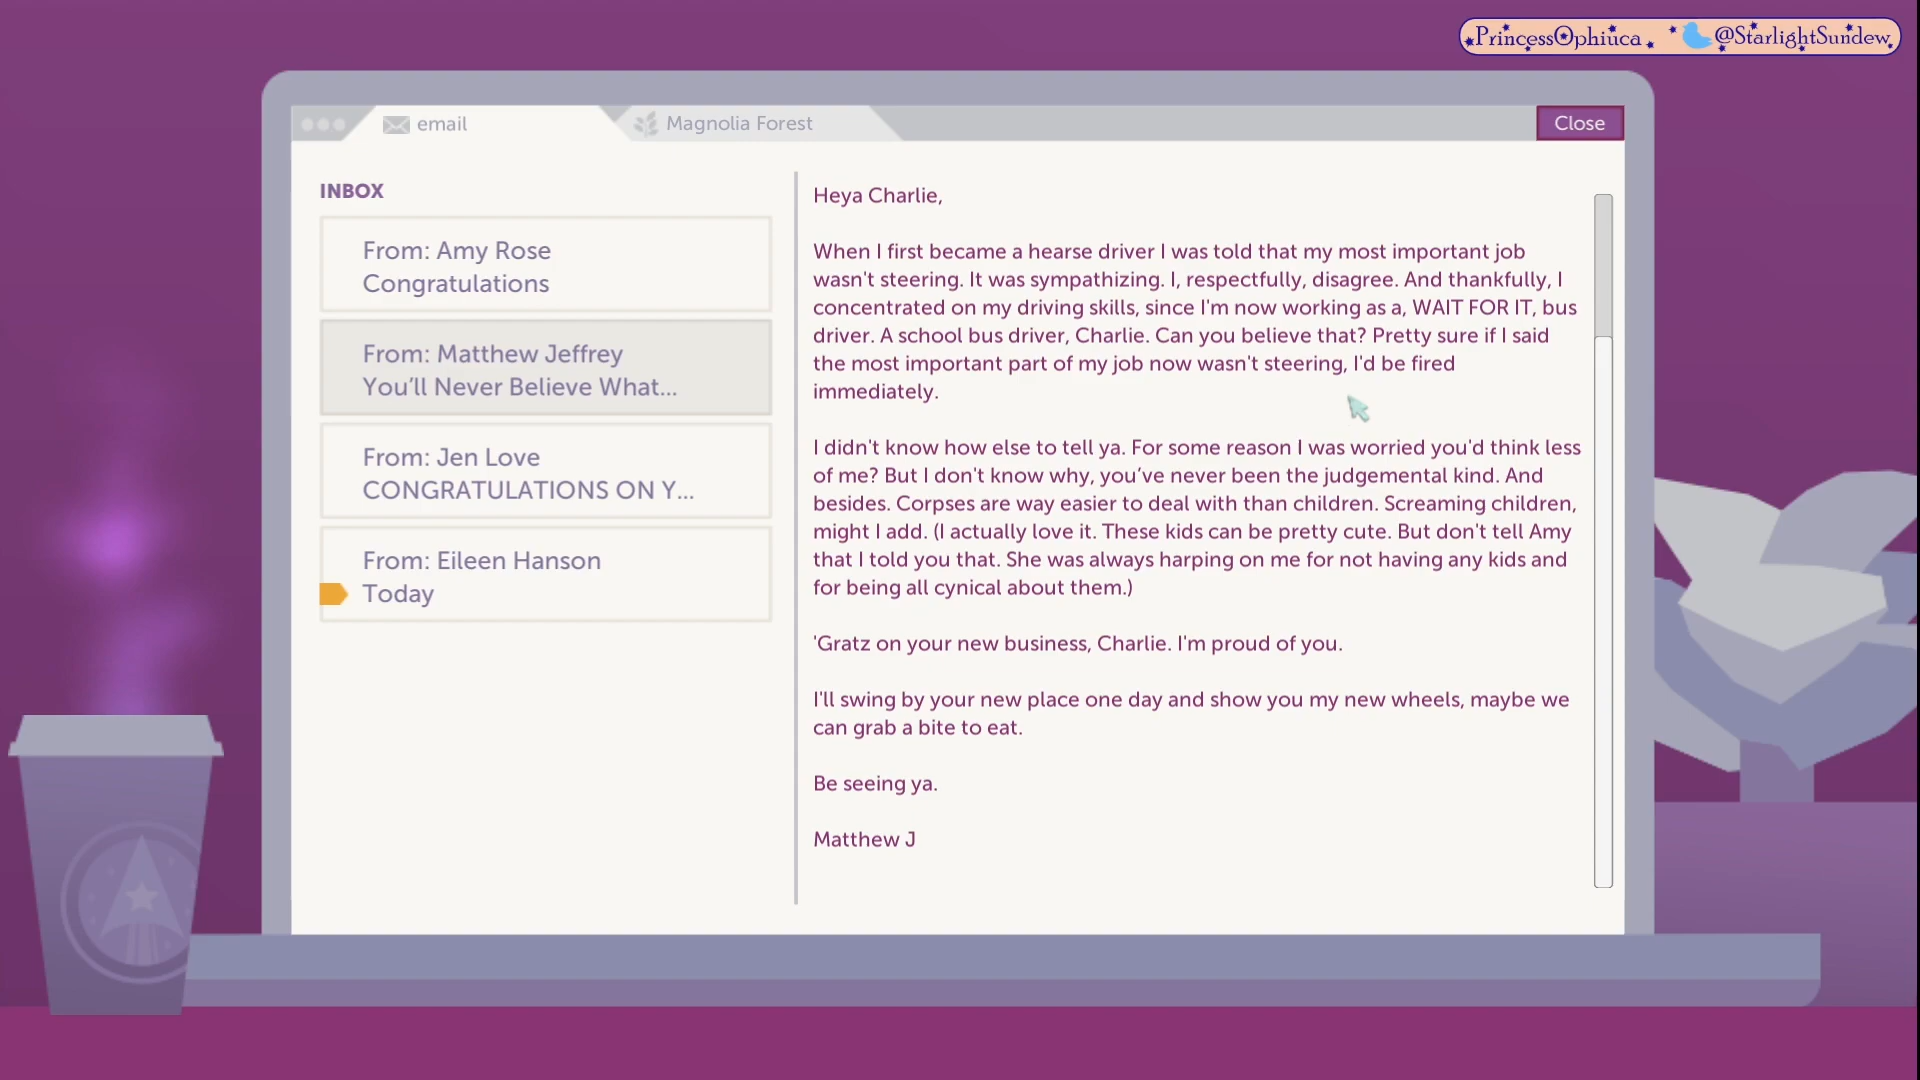 PrincessOphiuca
@StarlightSundew
email
Magnolia Forest
Close
INBOX
From: Amy Rose
Congratulations
From: Matthew Jeffrey
You’ll Never Believe What...
From: Jen Love
CONGRATULATIONS ON Y...
From: Eileen Hanson
Today
Heya Charlie,
When I first became a hearse driver I was told that my most important job
wasn't steering. It was sympathizing. I, respectfully, disagree. And thankfully, I
concentrated on my driving skills, since I'm now working as a, WAIT FOR IT, bus
driver. A school bus driver, Charlie. Can you believe that? Pretty sure if I said
the most important part of my job now wasn't steering, I'd be fired
immediately.
I didn't know how else to tell ya. For some reason I was worried you'd think less
of me? But I don't know why, you’ve never been the judgemental kind. And
besides. Corpses are way easier to deal with than children. Screaming children,
might I add. (I actually love it. These kids can be pretty cute. But don't tell Amy
that I told you that. She was always harping on me for not having any kids and
for being all cynical about them.)
'Gratz on your new business, Charlie. I'm proud of you.
I'll swing by your new place one day and show you my new wheels, maybe we
can grab a bite to eat.
Be seeing ya.
Matthew J